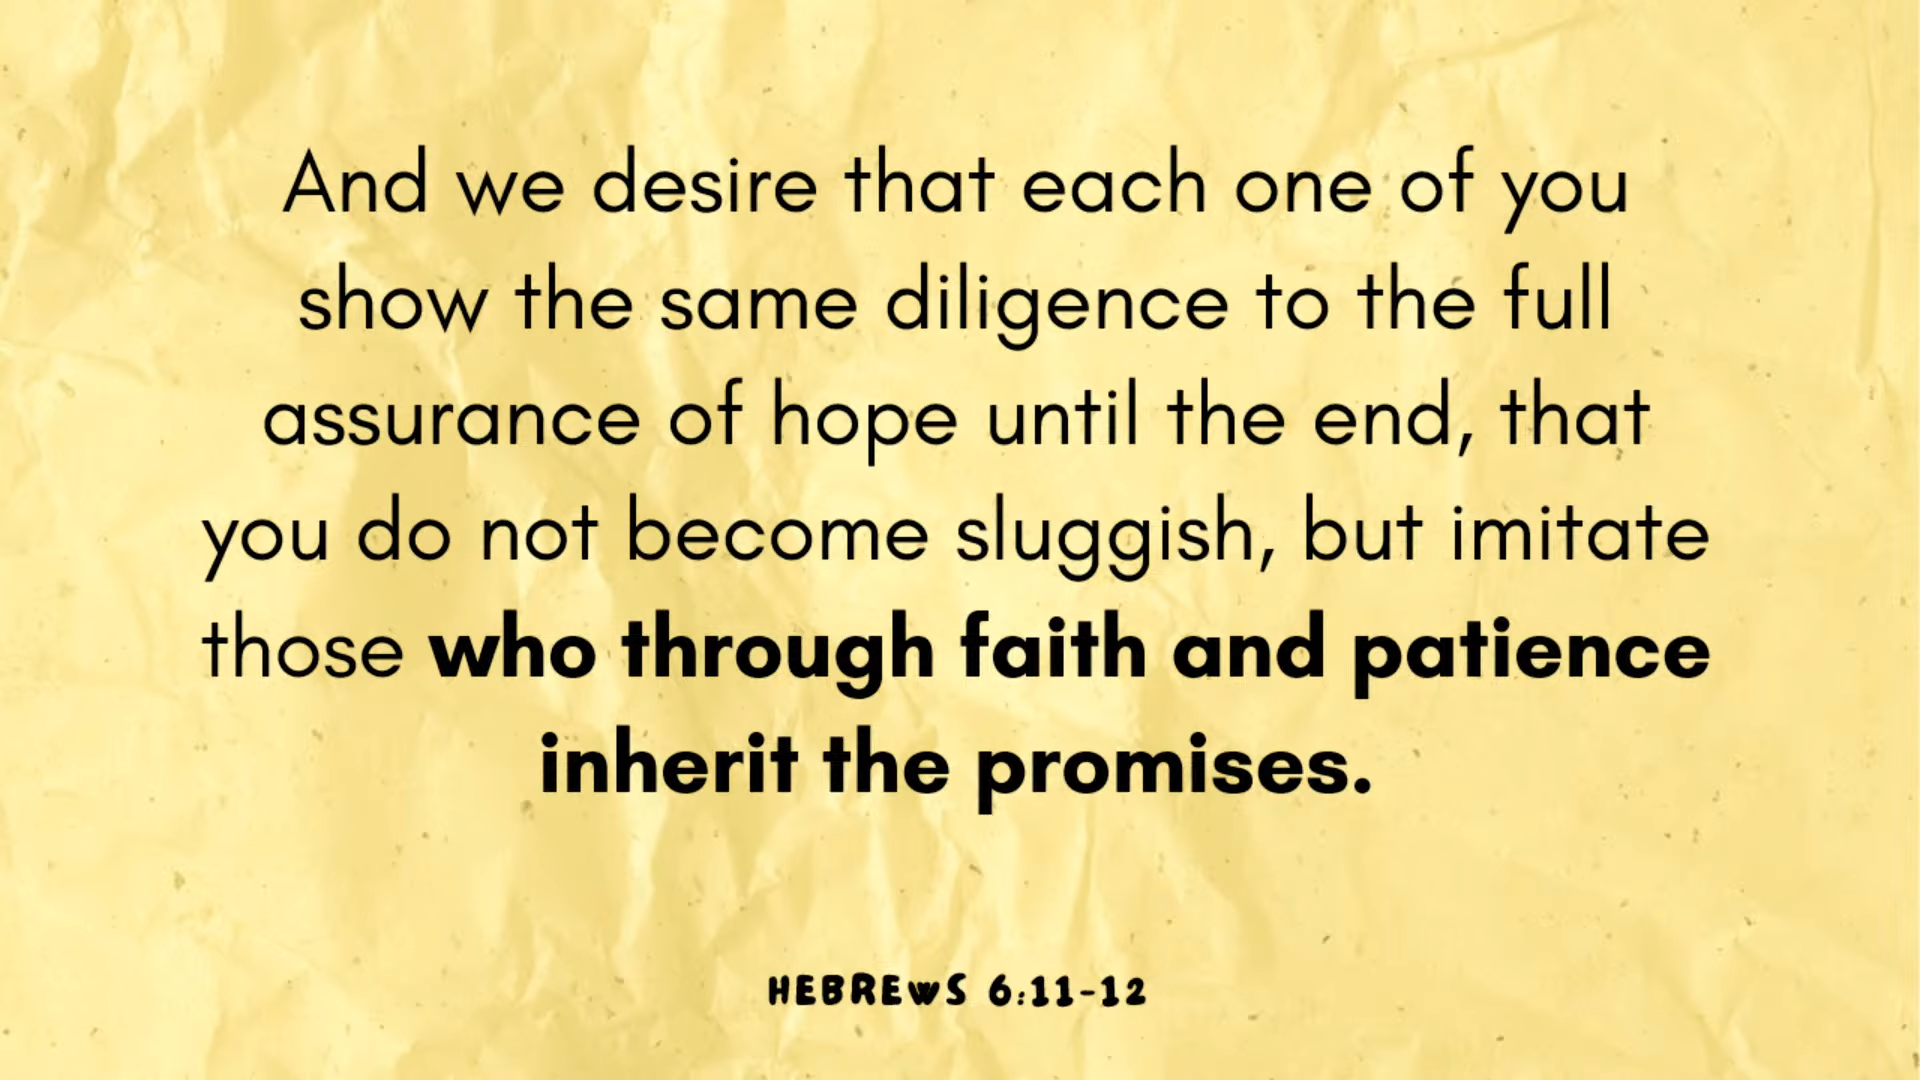 And we desire that each one of you
show the same diligence to the full
assurance of hope until the end, that
you do not become sluggish, but imitate
those who through faith and patience
inherit the promises.
HEBREWS 6:11-12